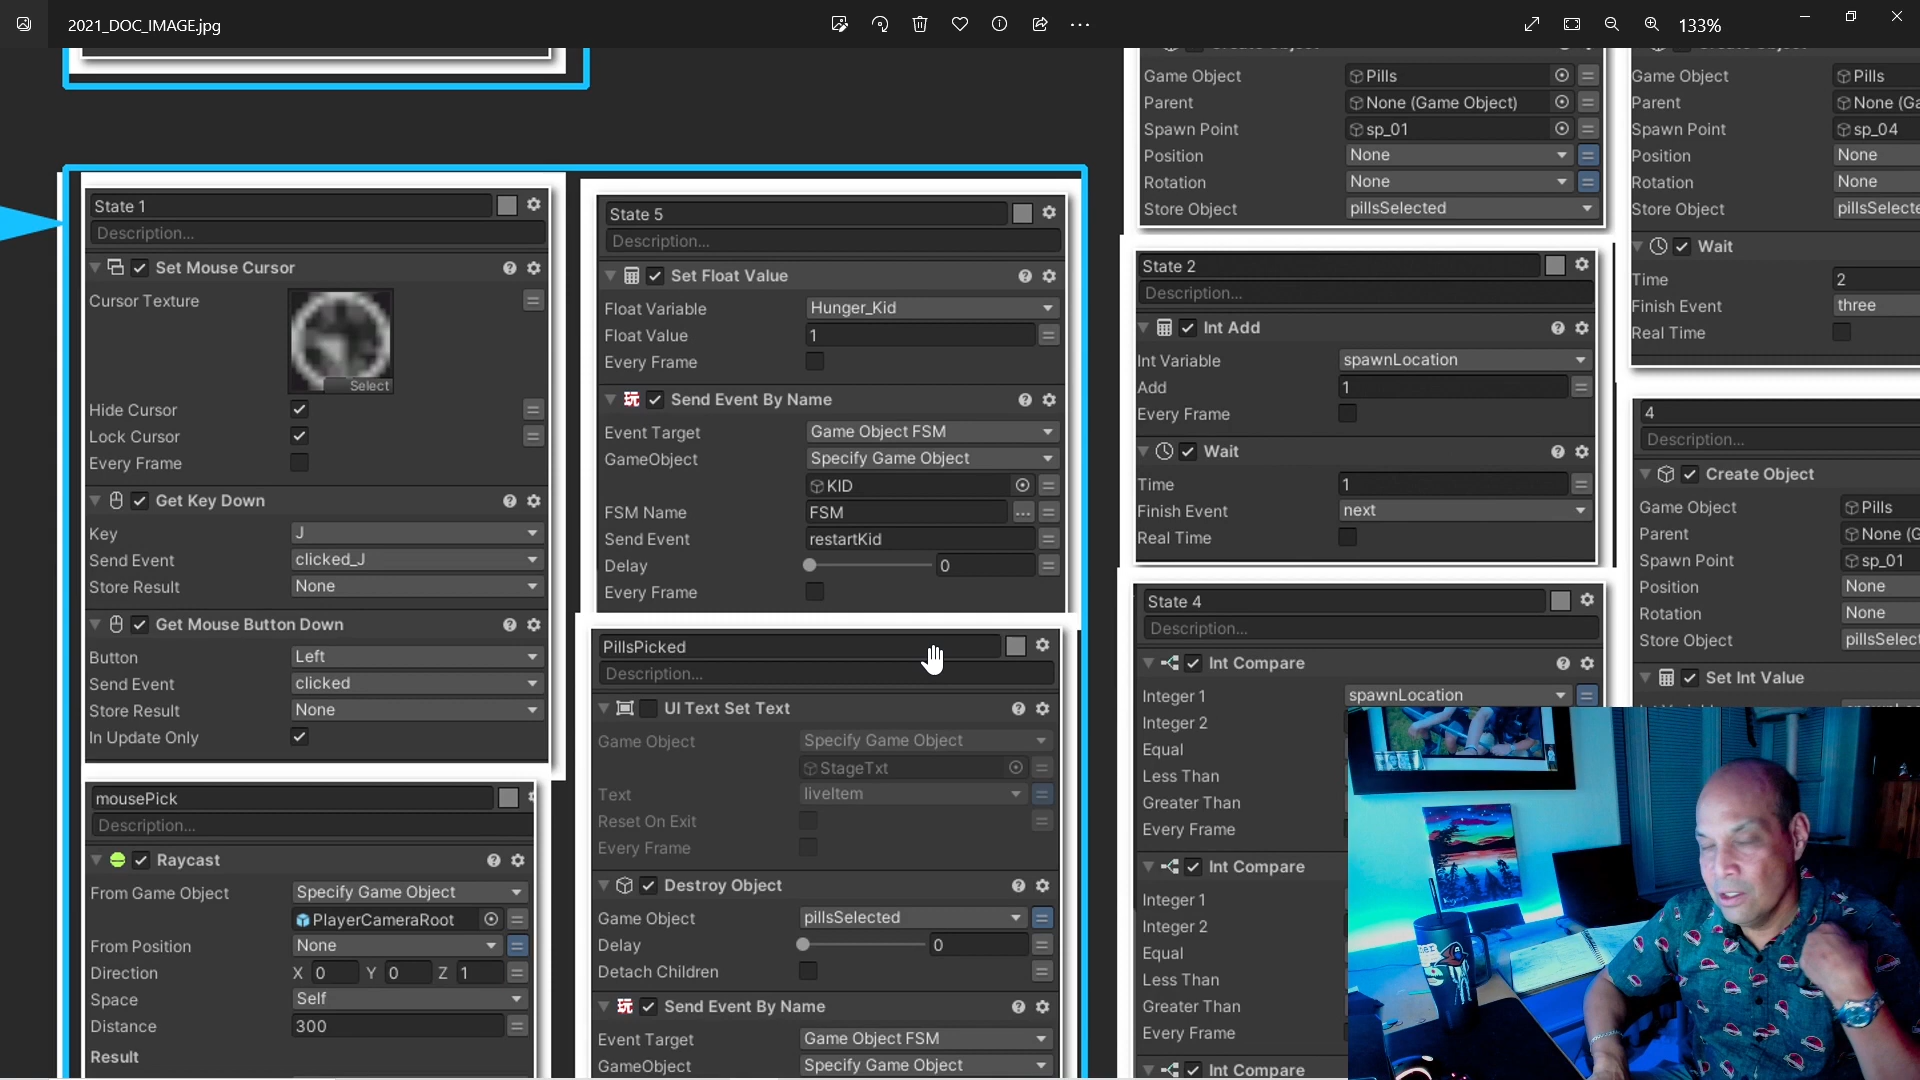 2021_DOC_IMAGE.jpg
133%
State 1
Description...
Set Mouse Cursor
Cursor Texture
Select
Hide Cursor
Lock Cursor
Every Frame
Get Key Down
Key J
Send Event clicked_J
Store Result None
Get Mouse Button Down
Button Left
Send Event clicked
Store Result None
In Update Only
mousePick
Description...
Raycast
From Game Object Specify Game Object
PlayerCameraRoot
From Position None
Direction X 0 Y 0 Z 1
Space Self
Distance 300
Result
State 5
Description...
Set Float Value
Float Variable Hunger_Kid
Float Value 1
Every Frame
Send Event By Name
Event Target Game Object FSM
GameObject Specify Game Object
KID
FSM Name FSM
Send Event restartKid
Delay 0
Every Frame
PillsPicked
Description...
UI Text Set Text
Game Object Specify Game Object
StageTxt
Text liveItem
Reset On Exit
Every Frame
Destroy Object
Game Object pillsSelected
Delay 0
Detach Children
Send Event By Name
Event Target Game Object FSM
GameObject Specify Game Object
Game Object Pills
Parent None (Game Object)
Spawn Point sp_01
Position None
Rotation None
Store Object pillsSelected
State 2
Description...
Int Add
Int Variable spawnLocation
Add 1
Every Frame
Wait
Time 1
Finish Event next
Real Time
State 4
Description...
Int Compare
Integer 1 spawnLocation
Integer 2
Equal
Less Than
Greater Than
Every Frame
Int Compare
Integer 1
Integer 2
Equal
Less Than
Greater Than
Every Frame
Int Compare
Game Object Pills
Parent None (Ga
Spawn Point sp_04
Position None
Rotation None
Store Object pillsSelecte
Wait
Time 2
Finish Event three
Real Time
4
Description...
Create Object
Game Object Pills
Parent None (G
Spawn Point sp_01
Position None
Rotation None
Store Object pillsSelect
Set Int Value